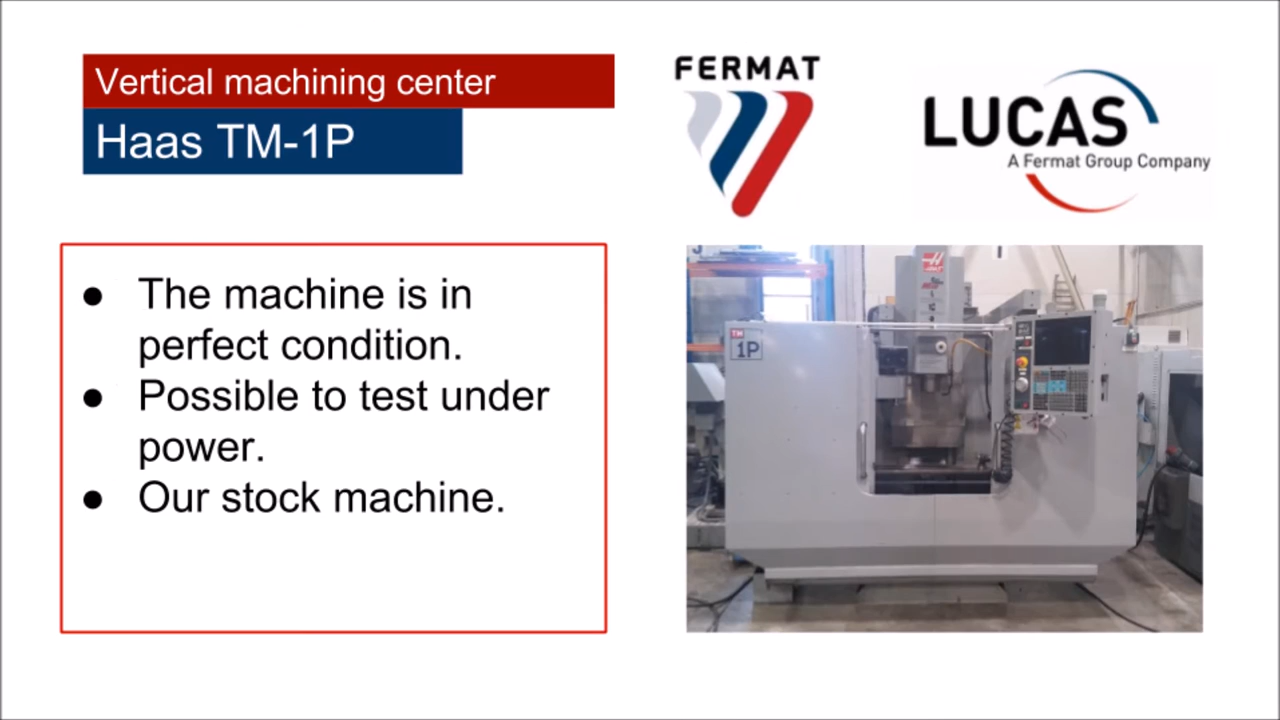 Vertical machining center
Haas TM-1P
FERMAT
LUCAS
A Fermat Group Company
● The machine is in
perfect condition.
● Possible to test under
power.
● Our stock machine.
TM
1P